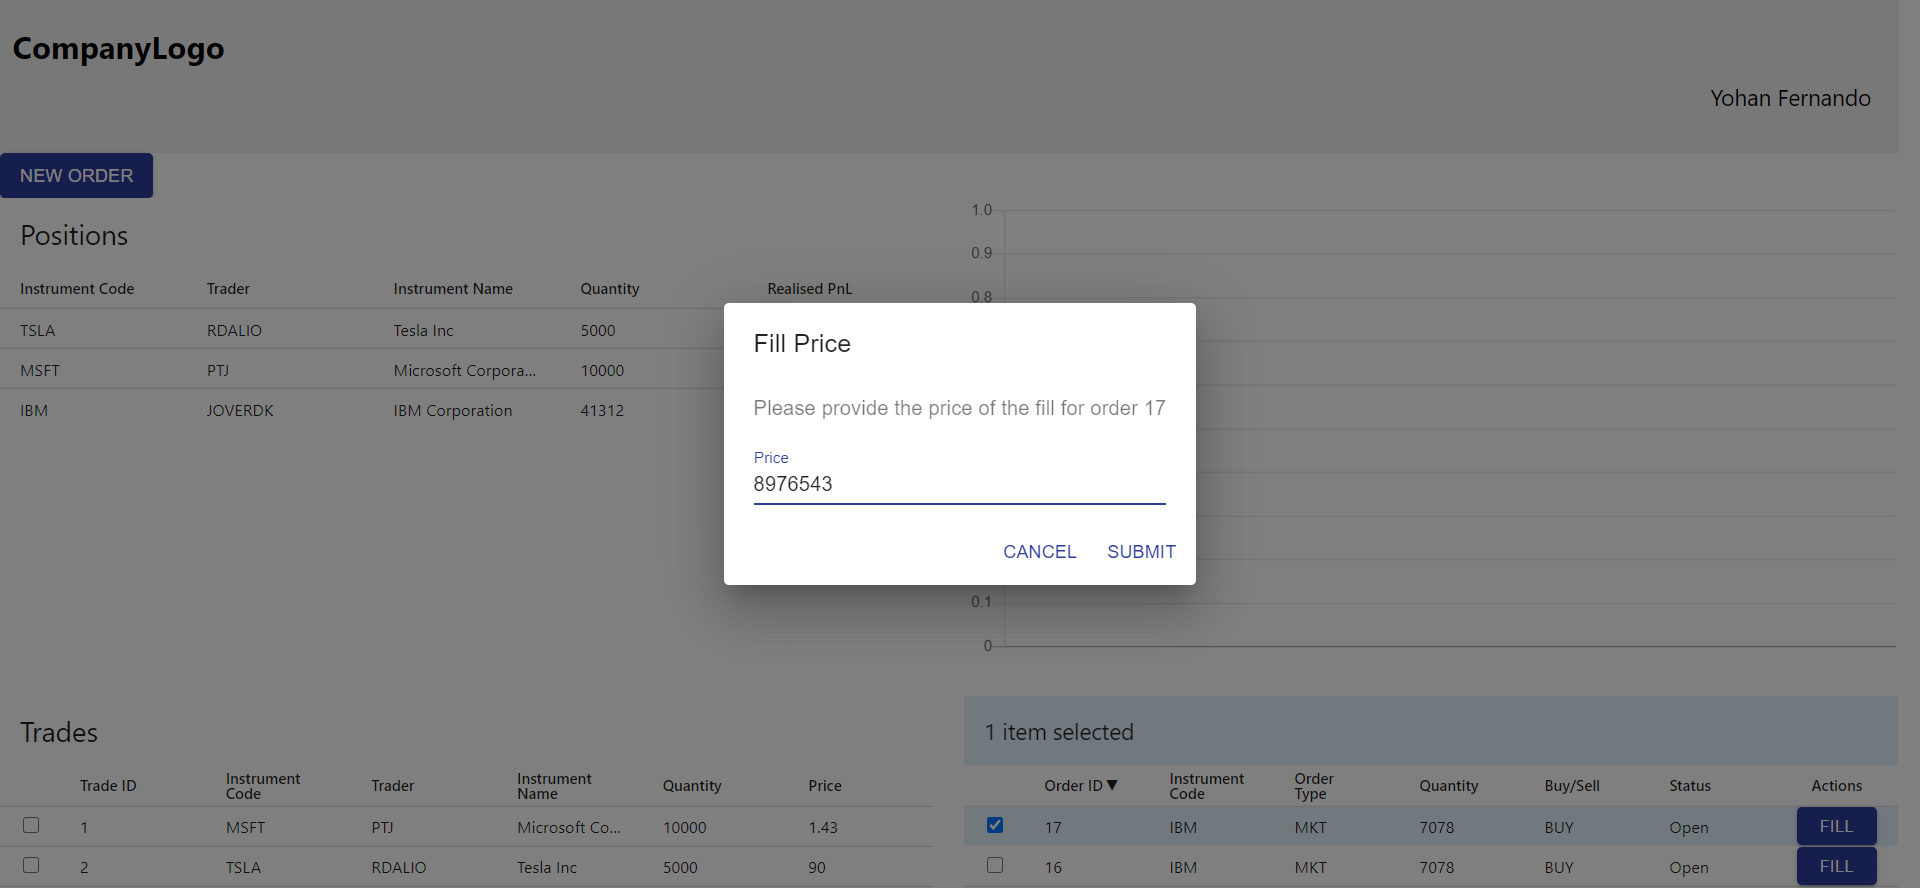 CompanyLogo
Yohan Fernando
NEW ORDER
Positions
Instrument Code Trader Instrument Name Quantity Realised PnL
TSLA RDALIO Tesla Inc 5000
MSFT PTJ Microsoft Corpora... 10000
IBM JOVERDK IBM Corporation 41312
1.0
0.9
0.8
0.1
0
Fill Price
Please provide the price of the fill for order 17
Price
8976543
CANCEL SUBMIT
Trades
Trade ID Instrument Code Trader Instrument Name Quantity Price
1 MSFT PTJ Microsoft Co... 10000 1.43
2 TSLA RDALIO Tesla Inc 5000 90
1 item selected
Order ID▼ Instrument Code Order Type Quantity Buy/Sell Status Actions
17 IBM MKT 7078 BUY Open FILL
16 IBM MKT 7078 BUY Open FILL